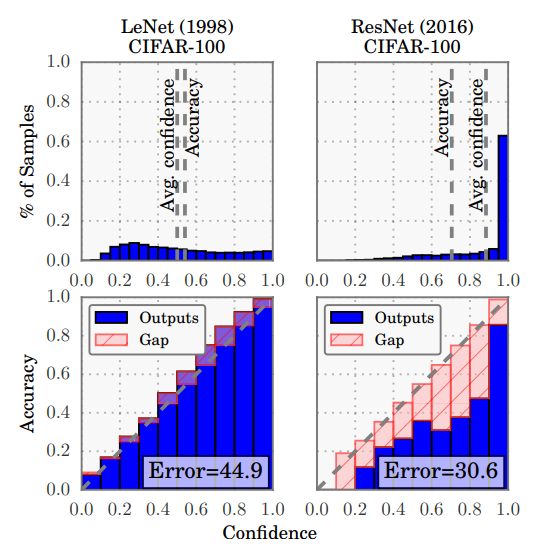 LeNet (1998)
CIFAR-100
ResNet (2016)
CIFAR-100
% of Samples
1.0
0.8
0.6
0.4
0.2
0.0
Avg. confidence
Accuracy
Accuracy
Avg. confidence
0.0 0.2 0.4 0.6 0.8 1.0
0.0 0.2 0.4 0.6 0.8 1.0
Accuracy
1.0
0.8
0.6
0.4
0.2
0.0
Outputs
Gap
Error=44.9
Outputs
Gap
Error=30.6
0.0 0.2 0.4 0.6 0.8 1.0
0.0 0.2 0.4 0.6 0.8 1.0
Confidence